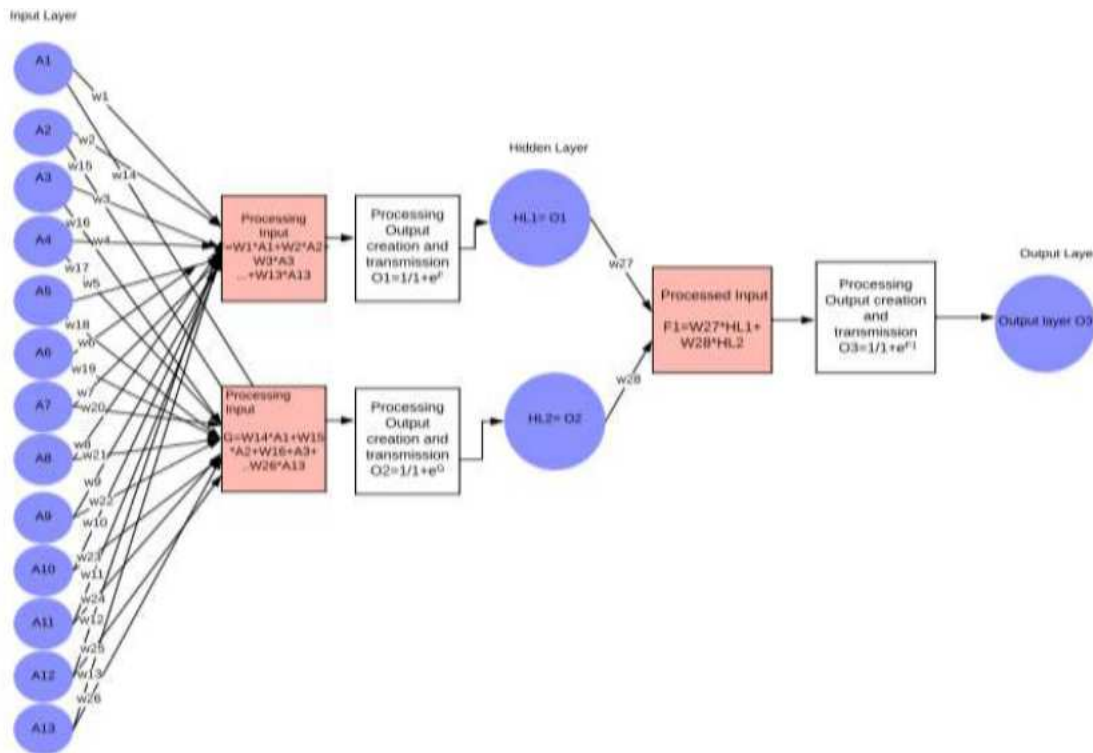 Input Layer
A1
A2
A3
A4
A5
A6
A7
A8
A9
A10
A11
A12
A13
w1
w2
w15
w14
w3
w16
w4
w17
w5
w18
w6
w19
w7
w20
w8
w21
w9
w22
w10
w23
w11
w24
w12
w25
w13
w26
Processing
Input
=W1*A1+W2*A2+
W3*A3
...+W13*A13
Processing
Output
creation and
transmission
O1=1/1+e^F
Processing
Input
G=W14*A1+W15
*A2+W16+A3+
..W26*A13
Processing
Output
creation and
transmission
O2=1/1+e^G
Hidden Layer
HL1= O1
HL2= O2
w27
w28
Processed Input
F1=W27*HL1+
W28*HL2
Processing
Output creation
and
transmission
O3=1/1+e^F1
Output Laye
Output layer O3